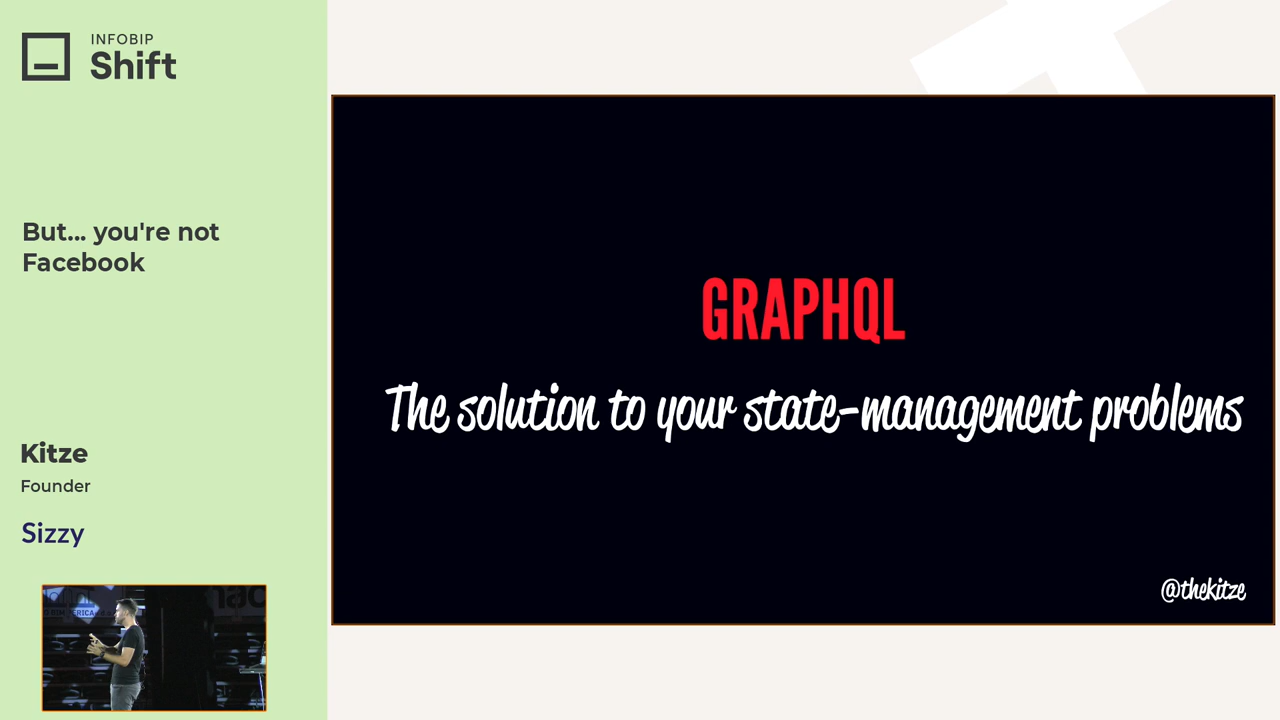 INFOBIP
Shift
But... you're not
Facebook
Kitze
Founder
Sizzy
GRAPHQL
The solution to your state-management problems
@thekitze